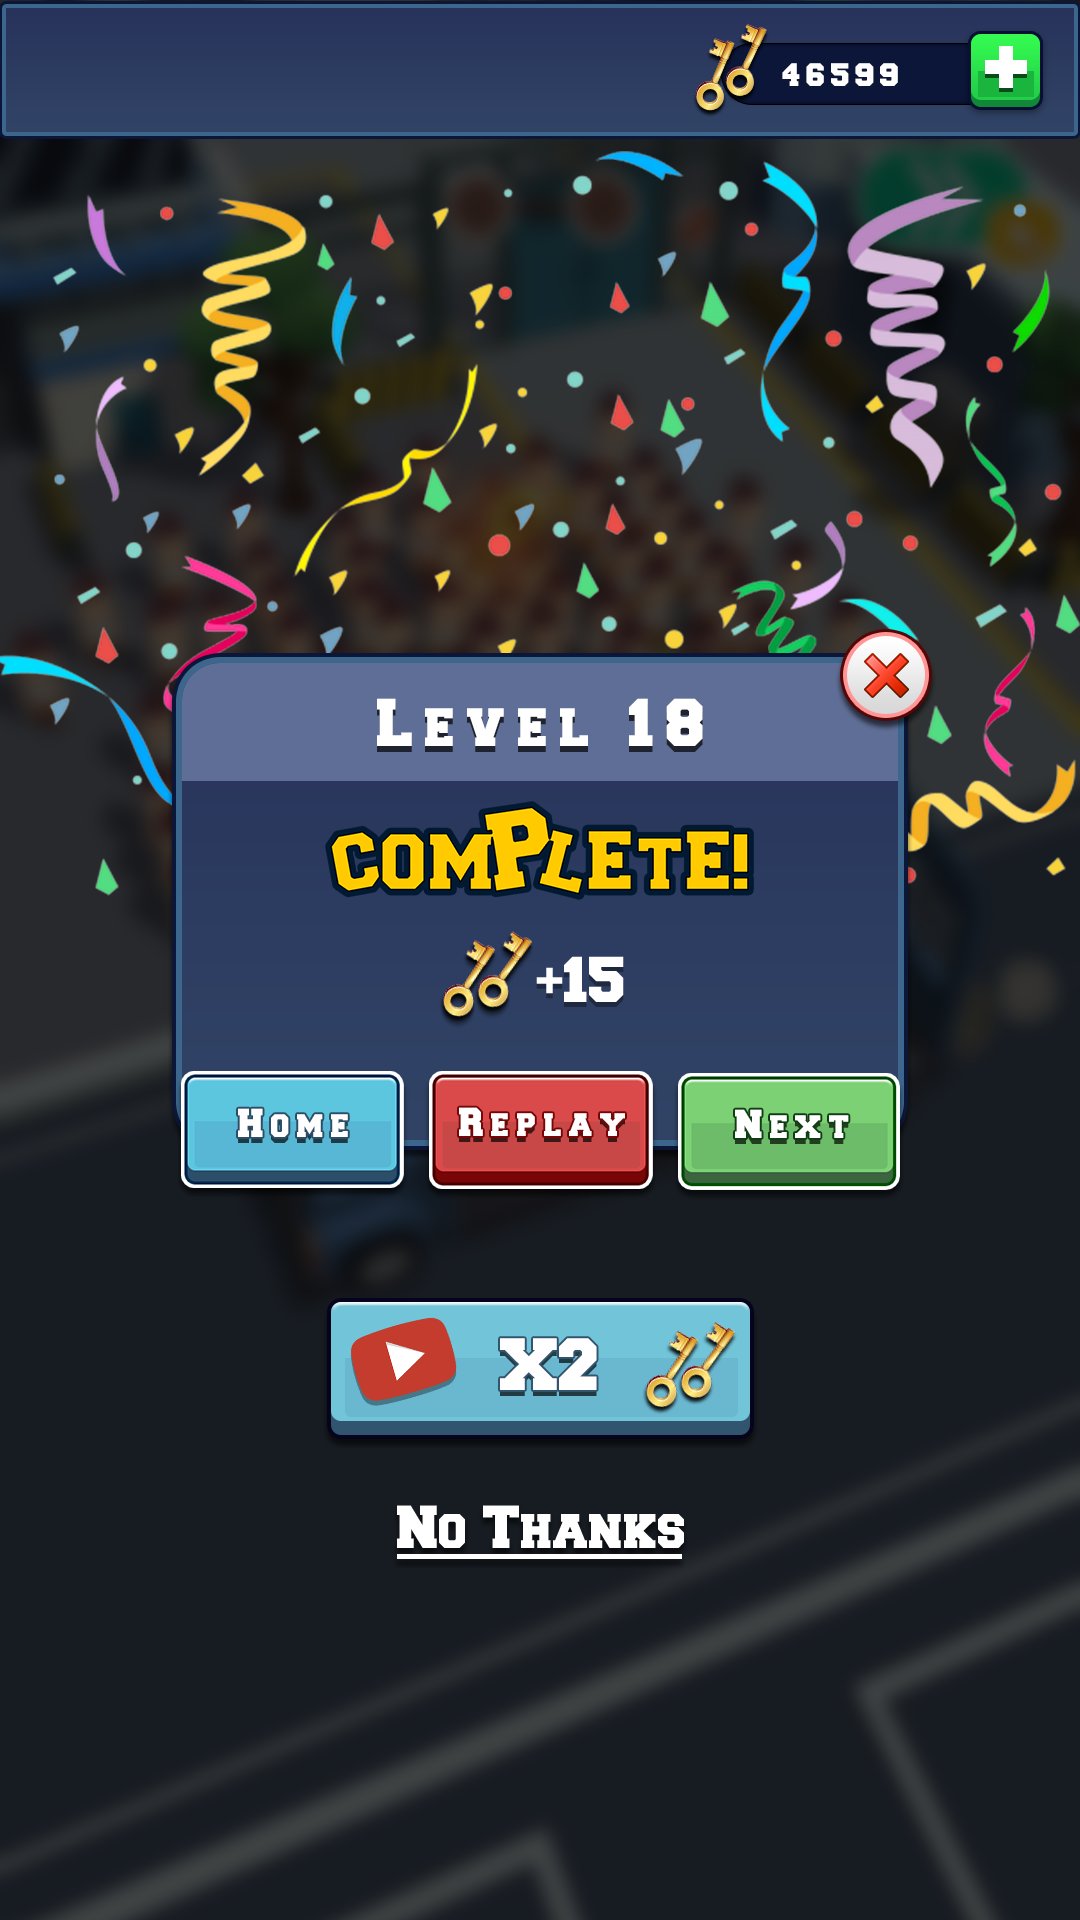 46599
LEVEL 18
COMPLETE!
+15
HOME
REPLAY
NEXT
X2
NO THANKS